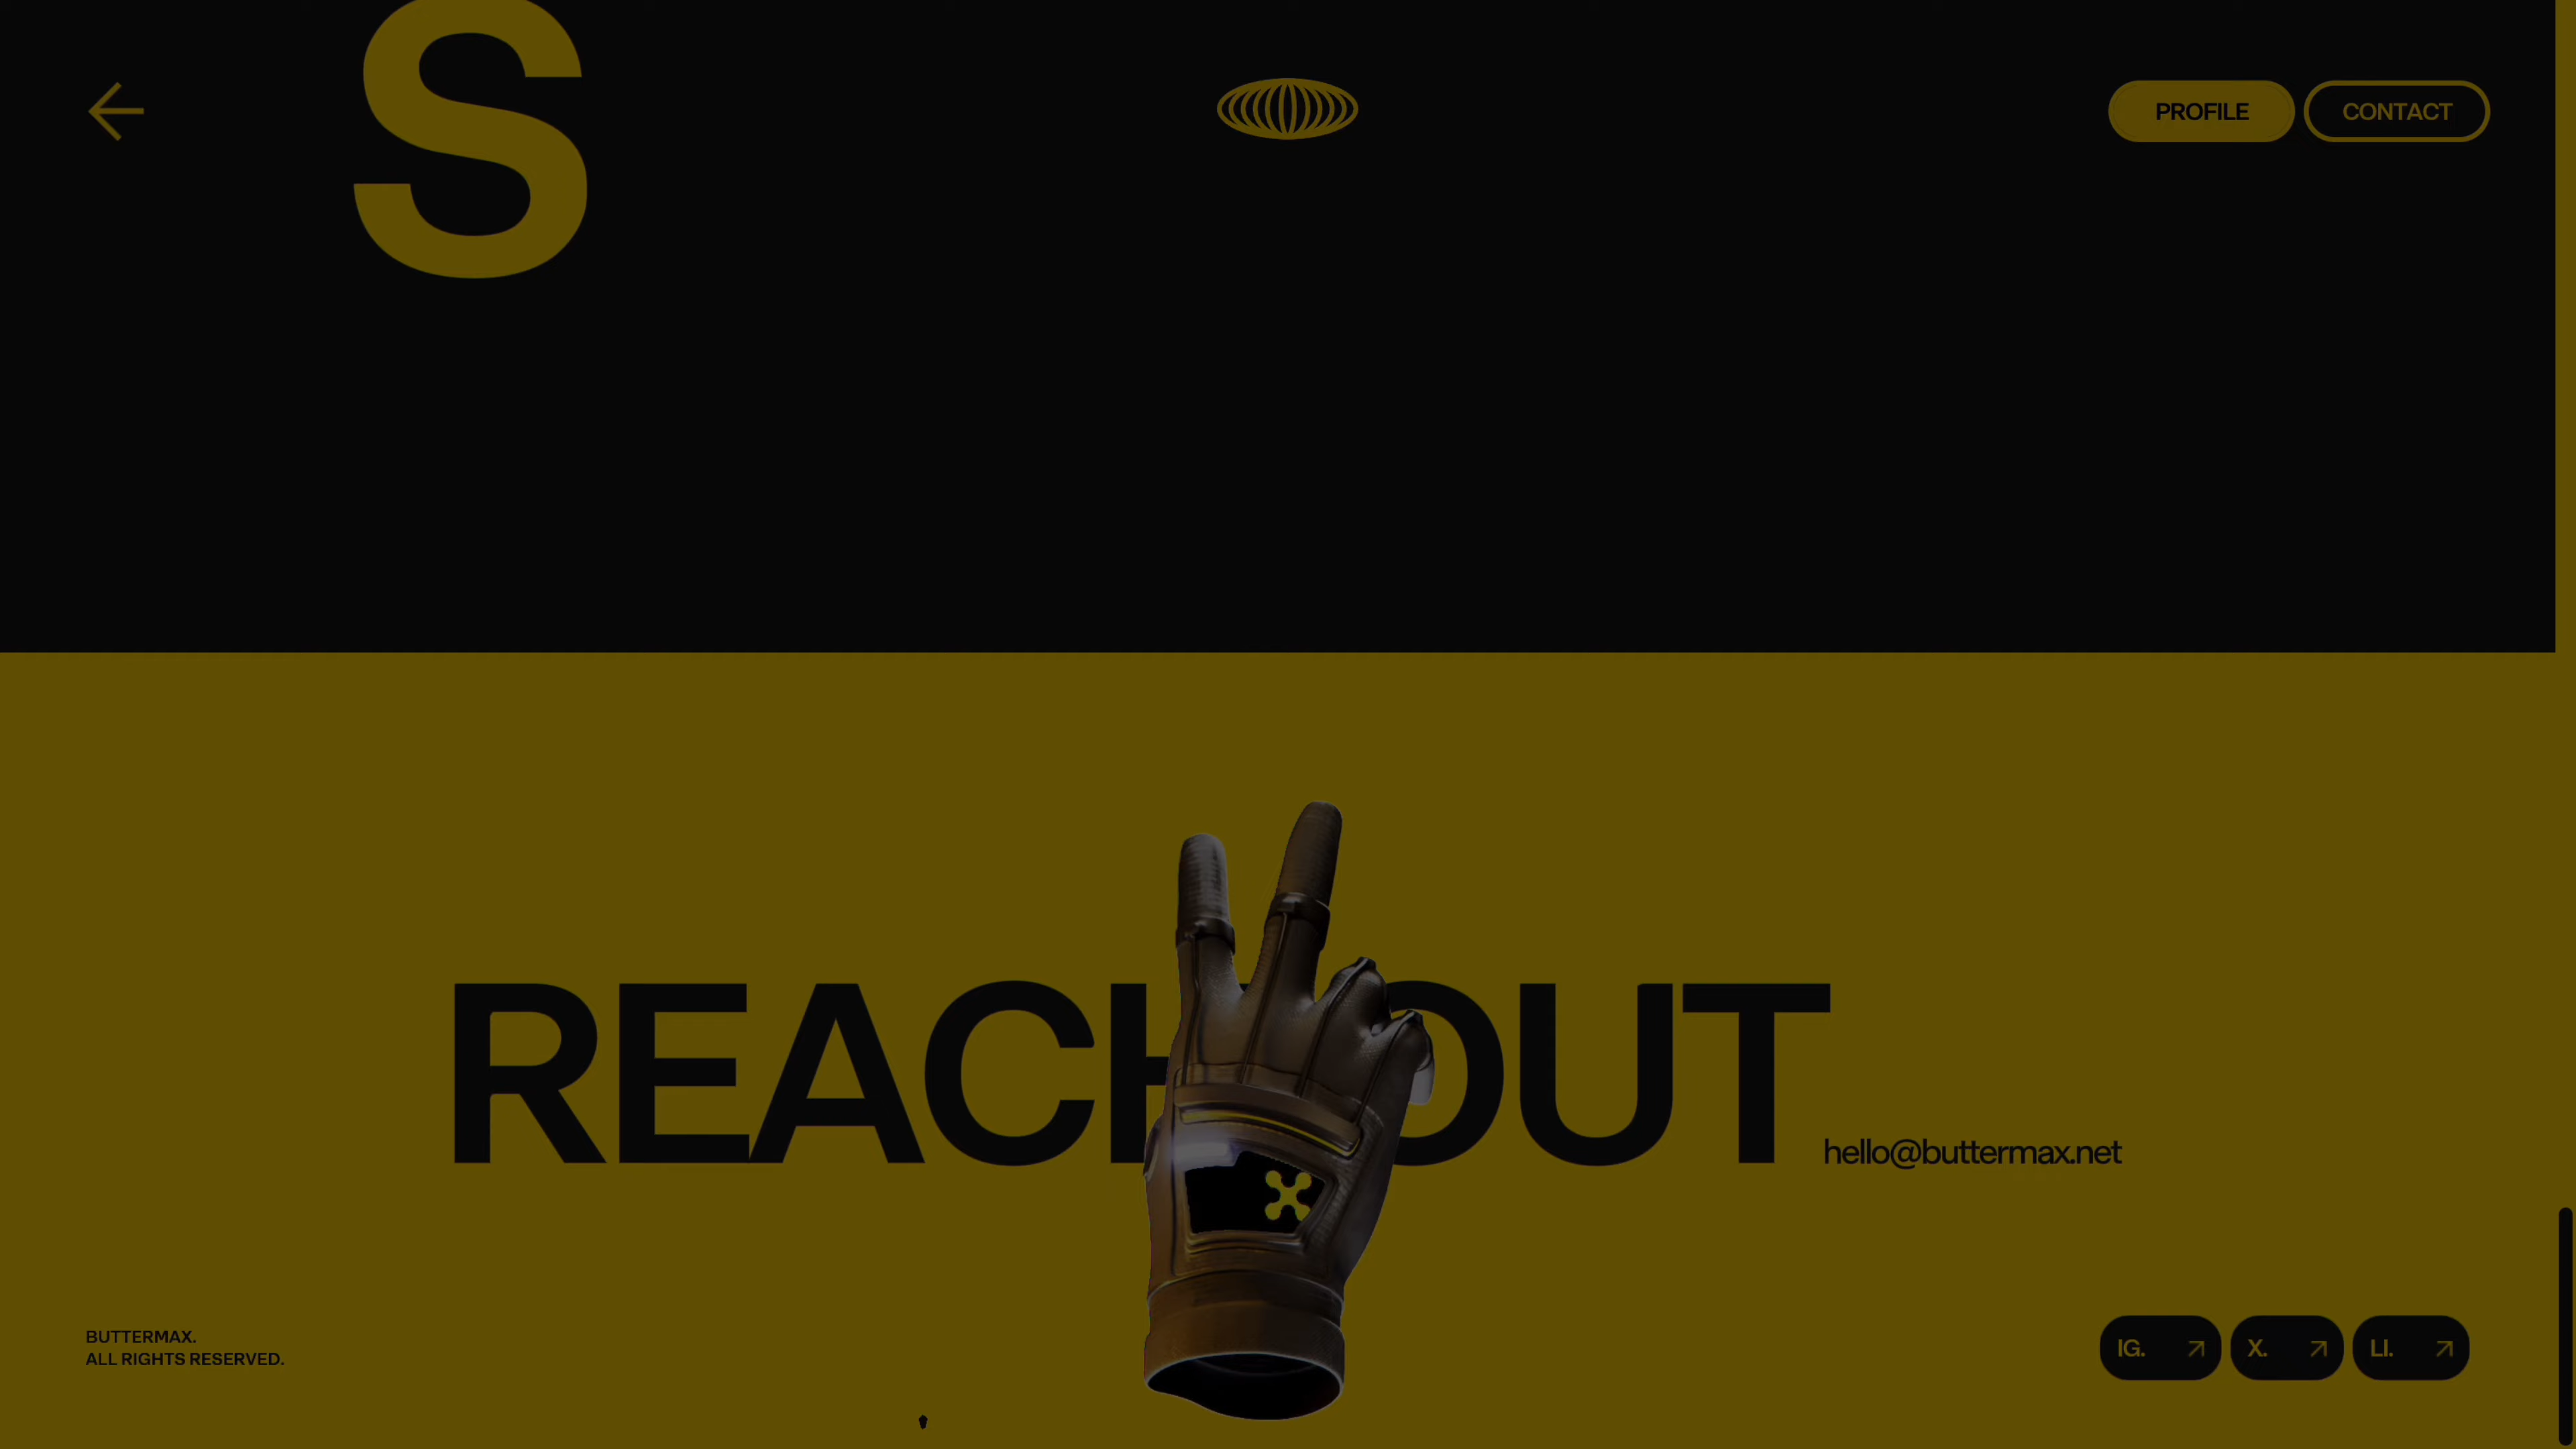 S
PROFILE
CONTACT
REACH OUT
hello@buttermax.net
BUTTERMAX.
ALL RIGHTS RESERVED.
IG.
X.
LI.